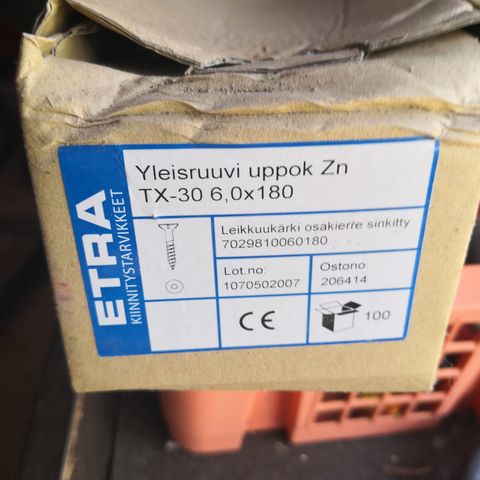 ETRA
KIINNITYSTARVIKKEET
Yleisruuvi uppok Zn
TX-30 6,0x180
Leikkuukärki osakierre sinkitty
7029810060180
Lot.no:
1070502007
Ostono:
206414
CE
100